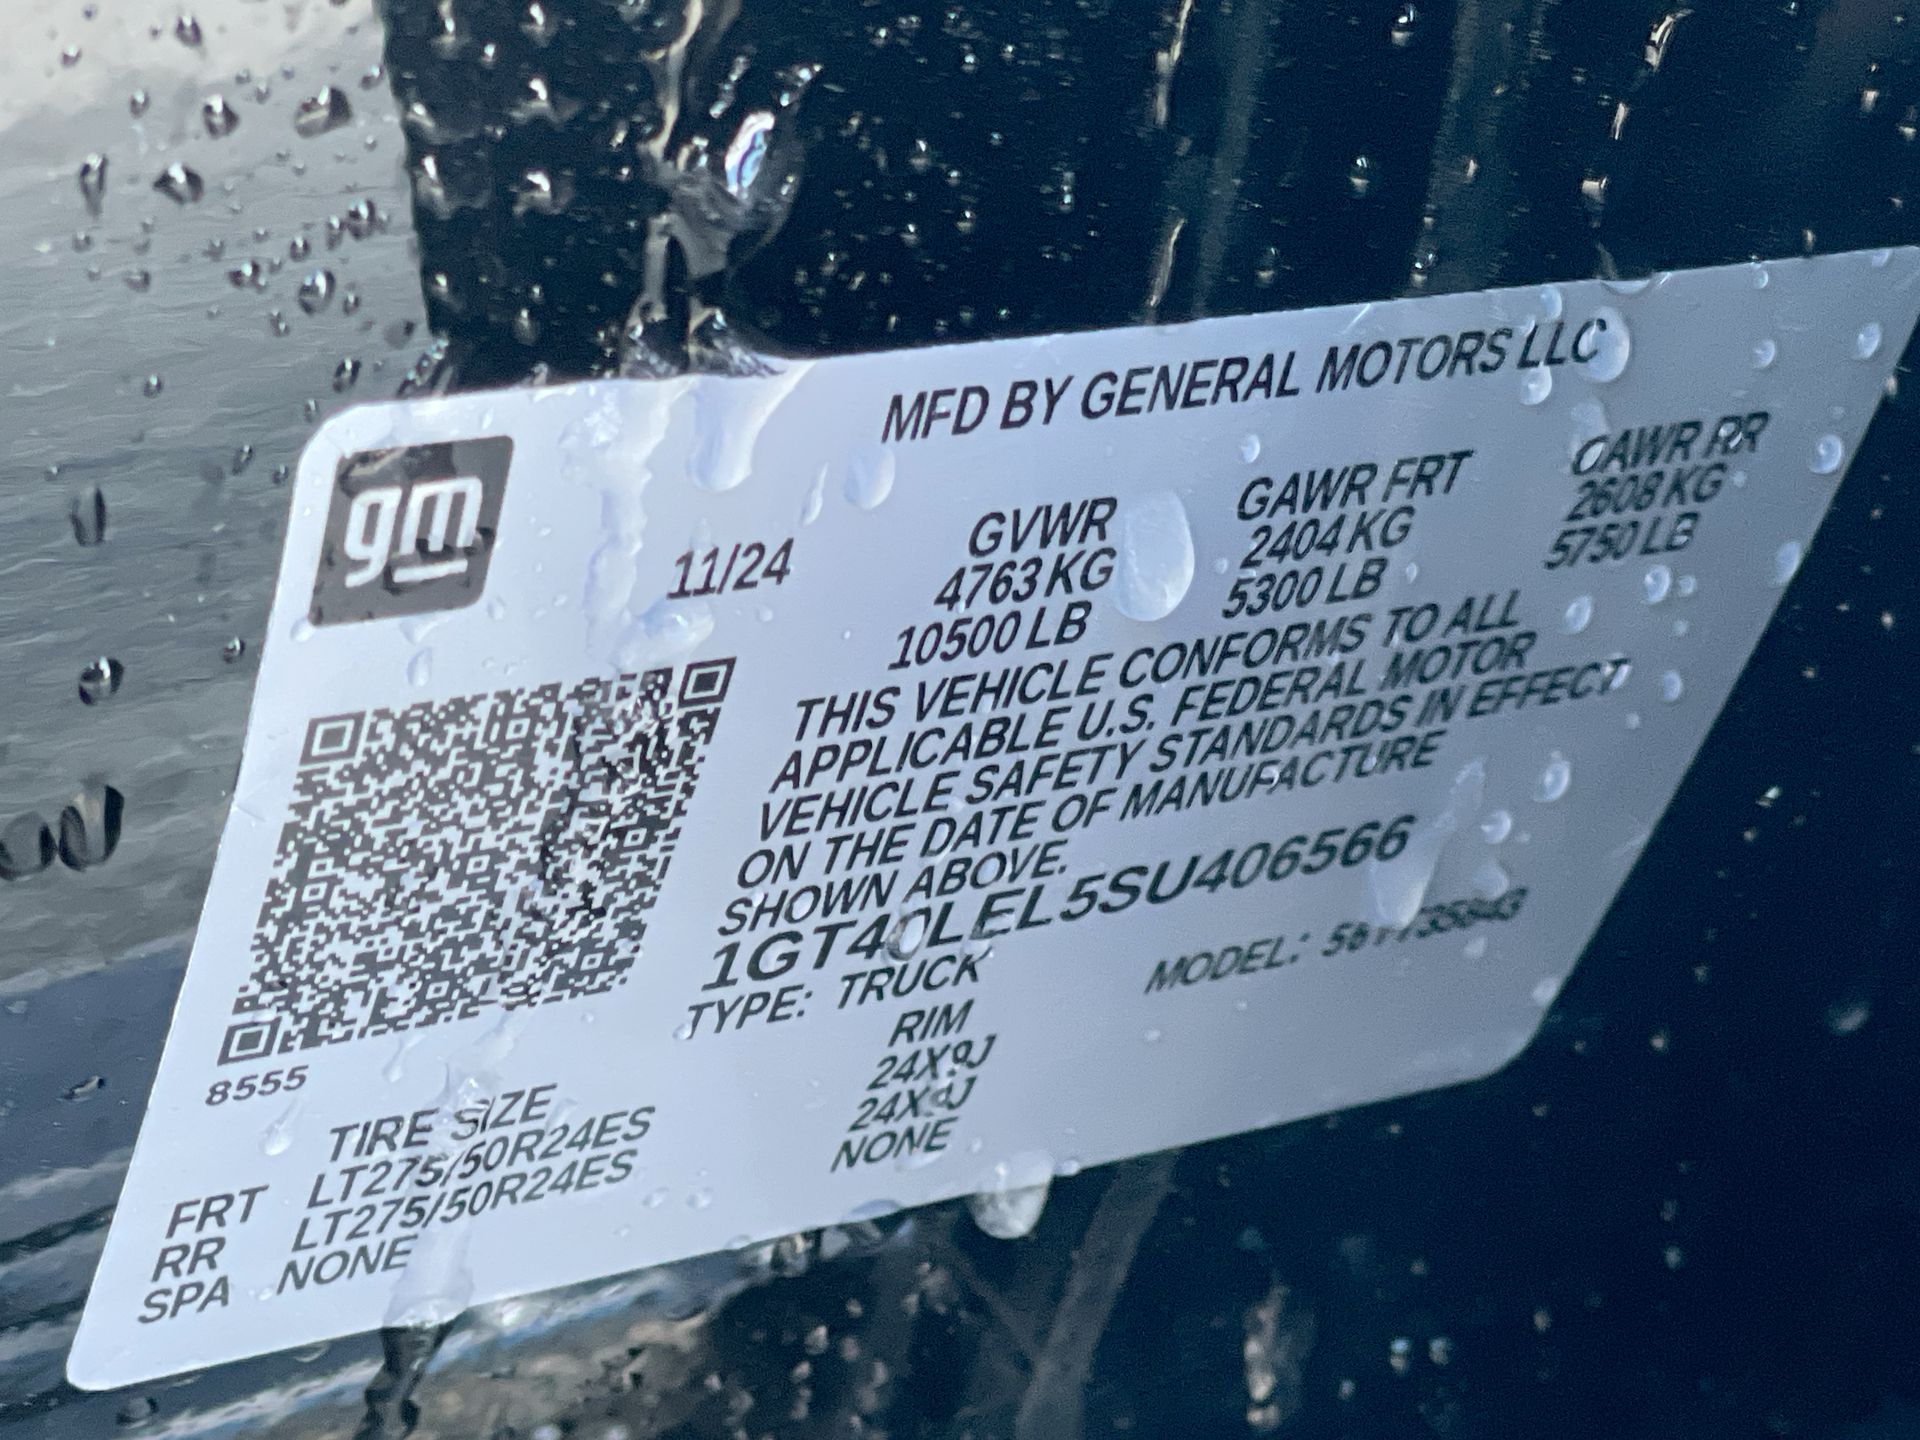 MFD BY GENERAL MOTORS LLC
gm
11/24
GVWR GAWR FRT GAWR RR
4763 KG 2404 KG 2608 KG
10500 LB 5300 LB 5750 LB
THIS VEHICLE CONFORMS TO ALL
APPLICABLE U.S. FEDERAL MOTOR
VEHICLE SAFETY STANDARDS IN EFFECT
ON THE DATE OF MANUFACTURE
SHOWN ABOVE.
1GT40LEL5SU406566
TYPE: TRUCK MODEL:
8555
TIRE SIZE RIM
FRT LT275/50R24ES 24X9J
RR LT275/50R24ES
SPA NONE NONE